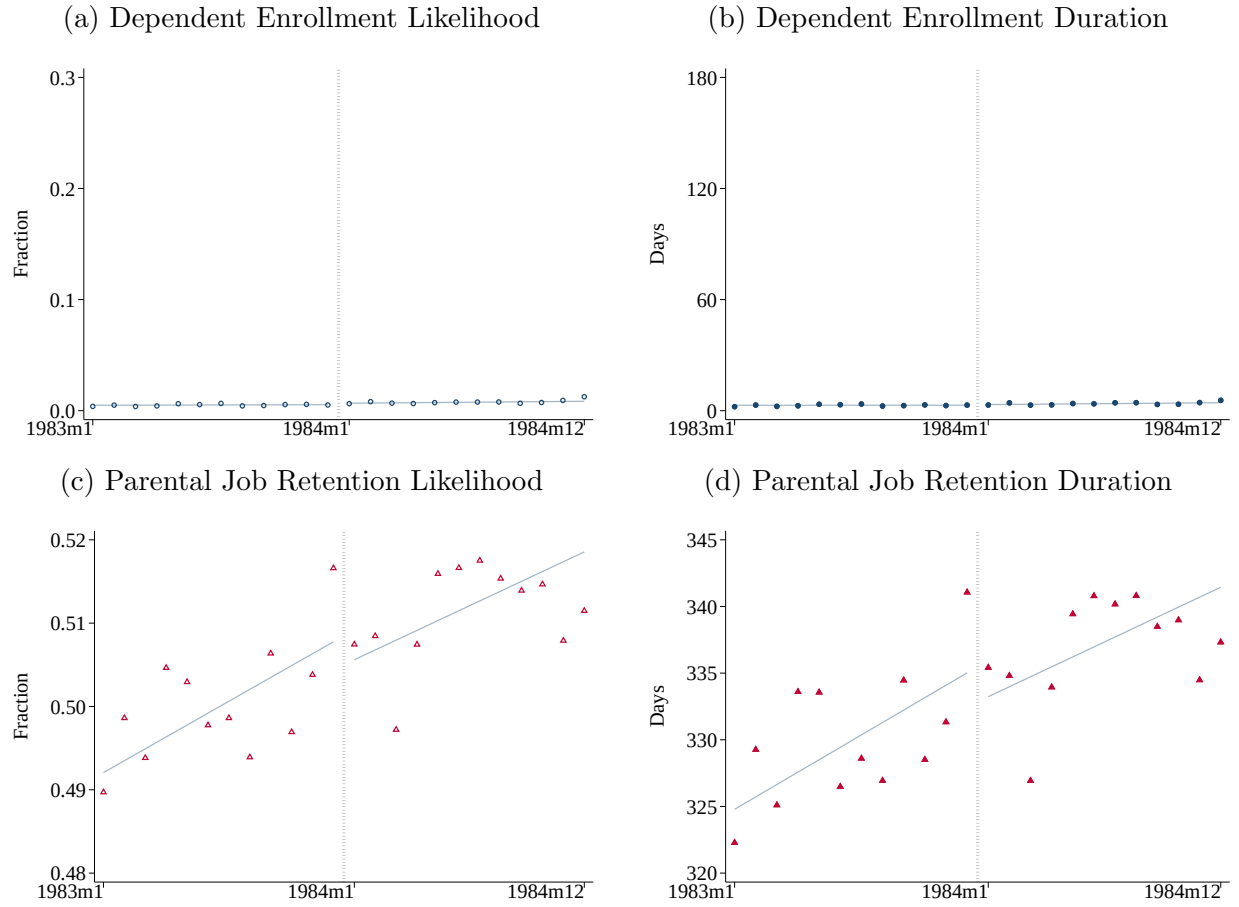 (a) Dependent Enrollment Likelihood
0.3
0.2
0.1
0.0
Fraction
1983m1
1984m1
1984m12
(b) Dependent Enrollment Duration
180
120
60
0
Days
1983m1
1984m1
1984m12
(c) Parental Job Retention Likelihood
0.52
0.51
0.50
0.49
0.48
Fraction
1983m1
1984m1
1984m12
(d) Parental Job Retention Duration
345
340
335
330
325
320
Days
1983m1
1984m1
1984m12